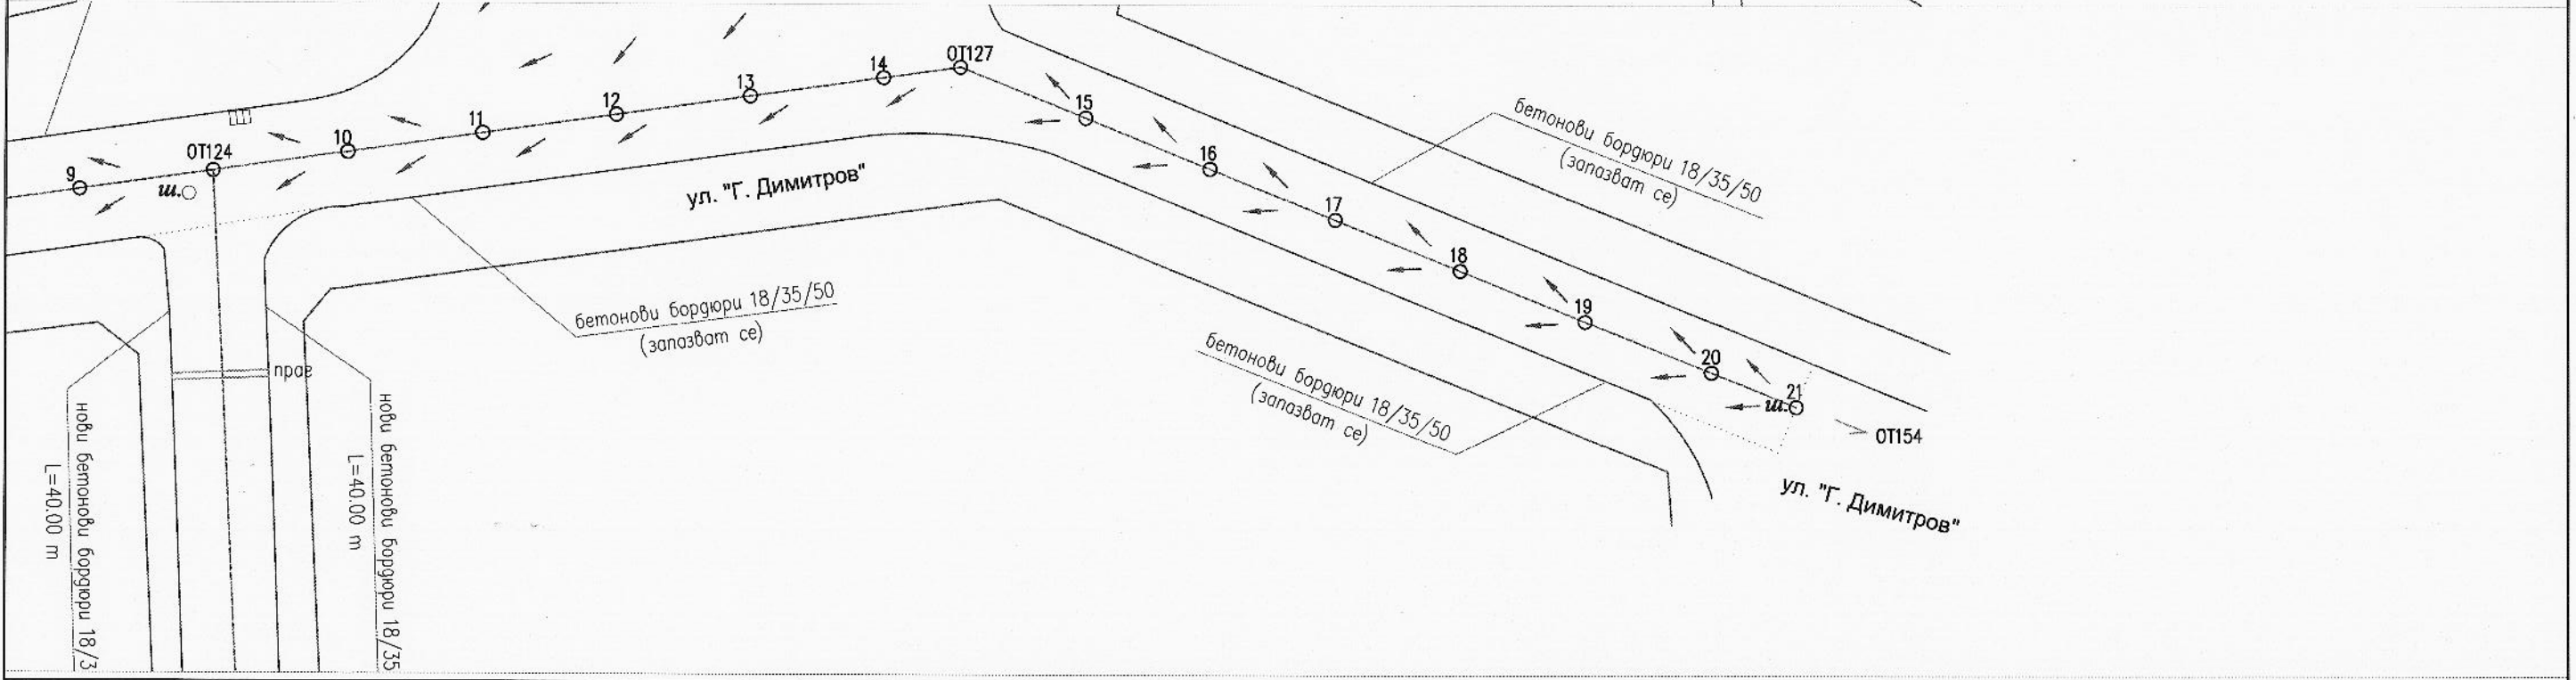 ОТ127
14
13
12
11
10
ОТ124
9
ш.
15
16
17
18
19
20
21
ш.
ОТ154
бетонови бордюри 18/35/50
(запазват се)
ул. "Г. Димитров"
бетонови бордюри 18/35/50
(запазват се)
бетонови бордюри 18/35/50
(запазват се)
ул. "Г. Димитров"
праг
нови бетонови бордюри 18/3
L=40.00 m
нови бетонови бордюри 18/35
L=40.00 m